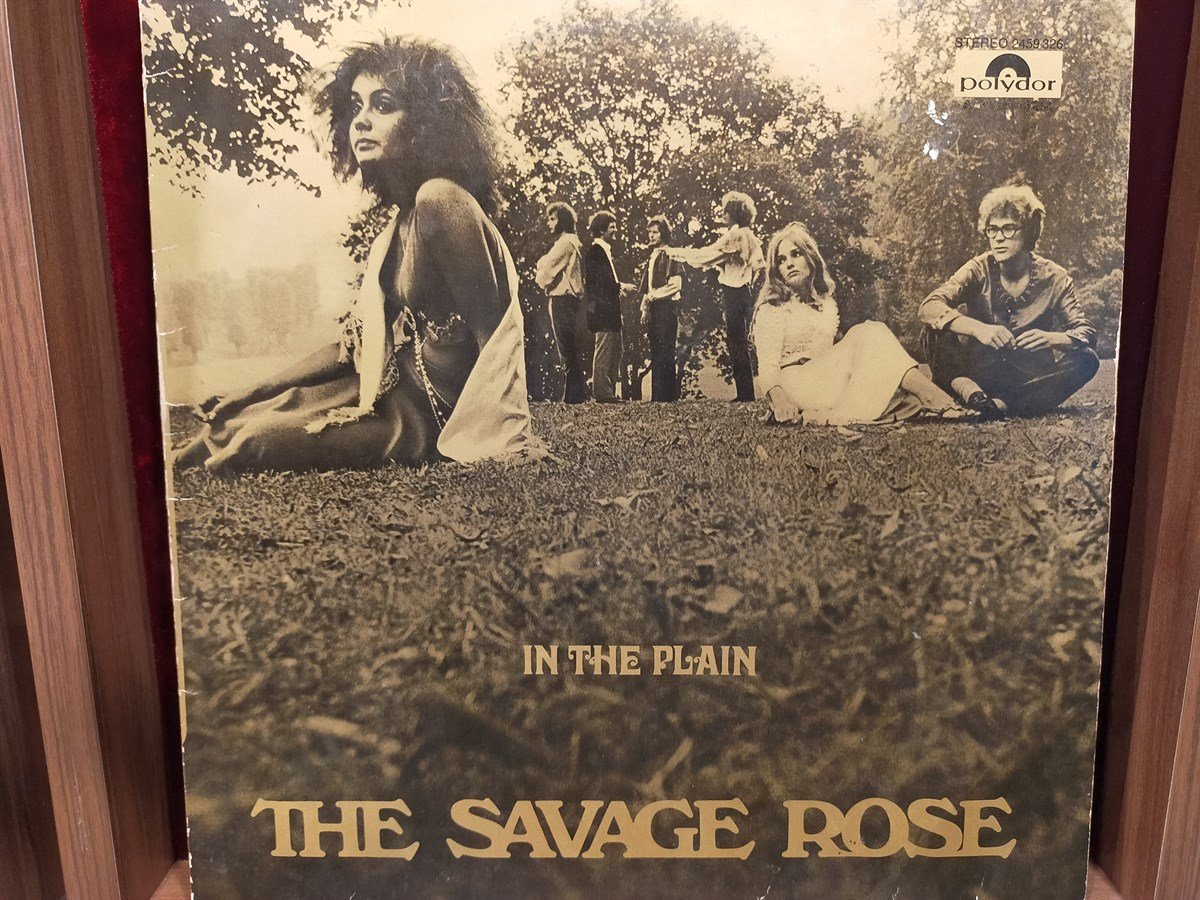 STEREO 2459 326
polydor
IN THE PLAIN
THE SAVAGE ROSE